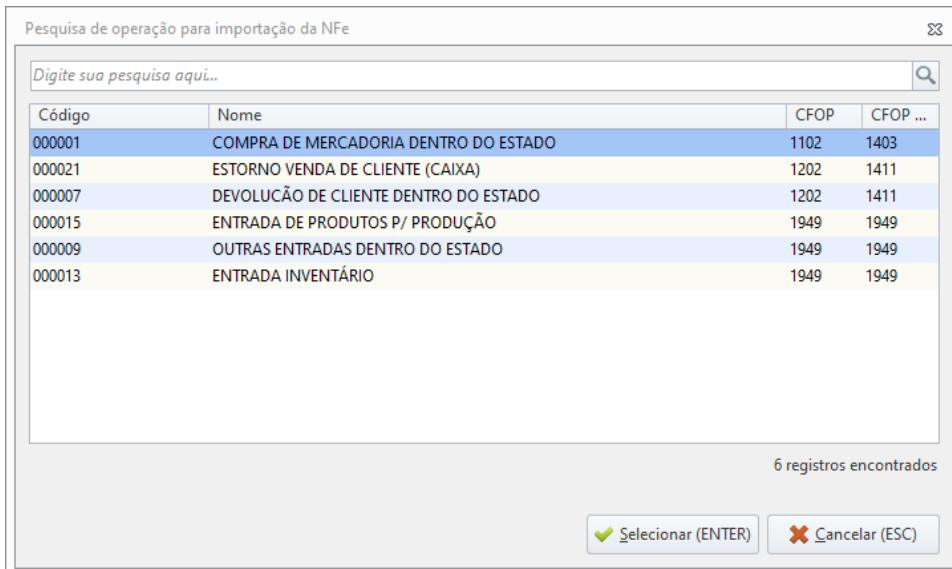 Pesquisa de operação para importação da NFe
Digite sua pesquisa aqui...
Código Nome CFOP CFOP ...
000001 COMPRA DE MERCADORIA DENTRO DO ESTADO 1102 1403
000021 ESTORNO VENDA DE CLIENTE (CAIXA) 1202 1411
000007 DEVOLUCÃO DE CLIENTE DENTRO DO ESTADO 1202 1411
000015 ENTRADA DE PRODUTOS P/ PRODUÇÃO 1949 1949
000009 OUTRAS ENTRADAS DENTRO DO ESTADO 1949 1949
000013 ENTRADA INVENTÁRIO 1949 1949
6 registros encontrados
Selecionar (ENTER) Cancelar (ESC)